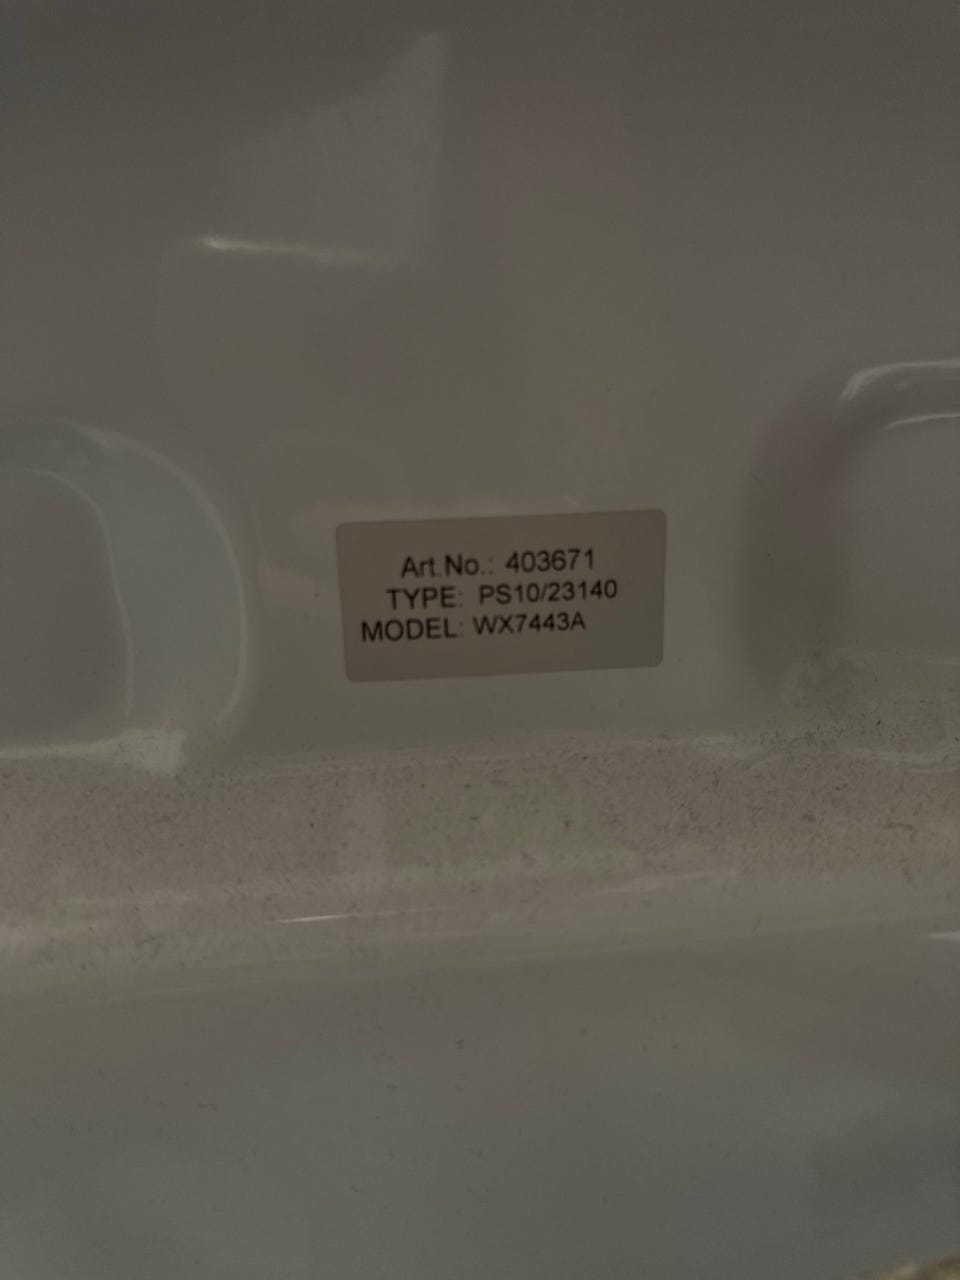 Art.No.: 403671
TYPE: PS10/23140
MODEL: WX7443A